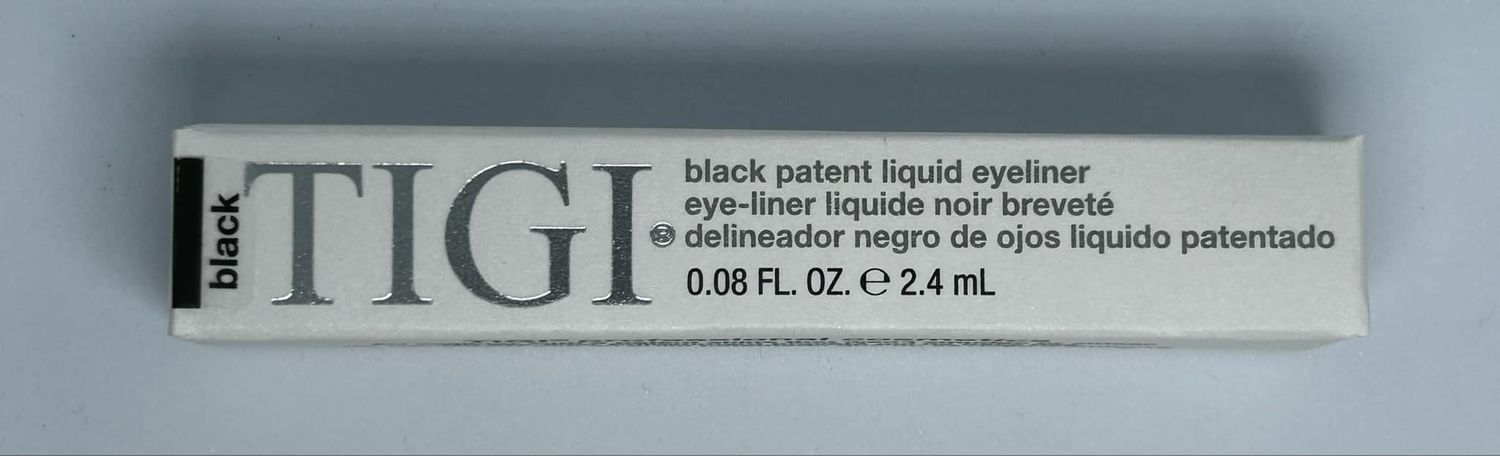 black
TIGI®
black patent liquid eyeliner
eye-liner liquide noir breveté
delineador negro de ojos liquido patentado
0.08 FL. OZ. ℮ 2.4 mL